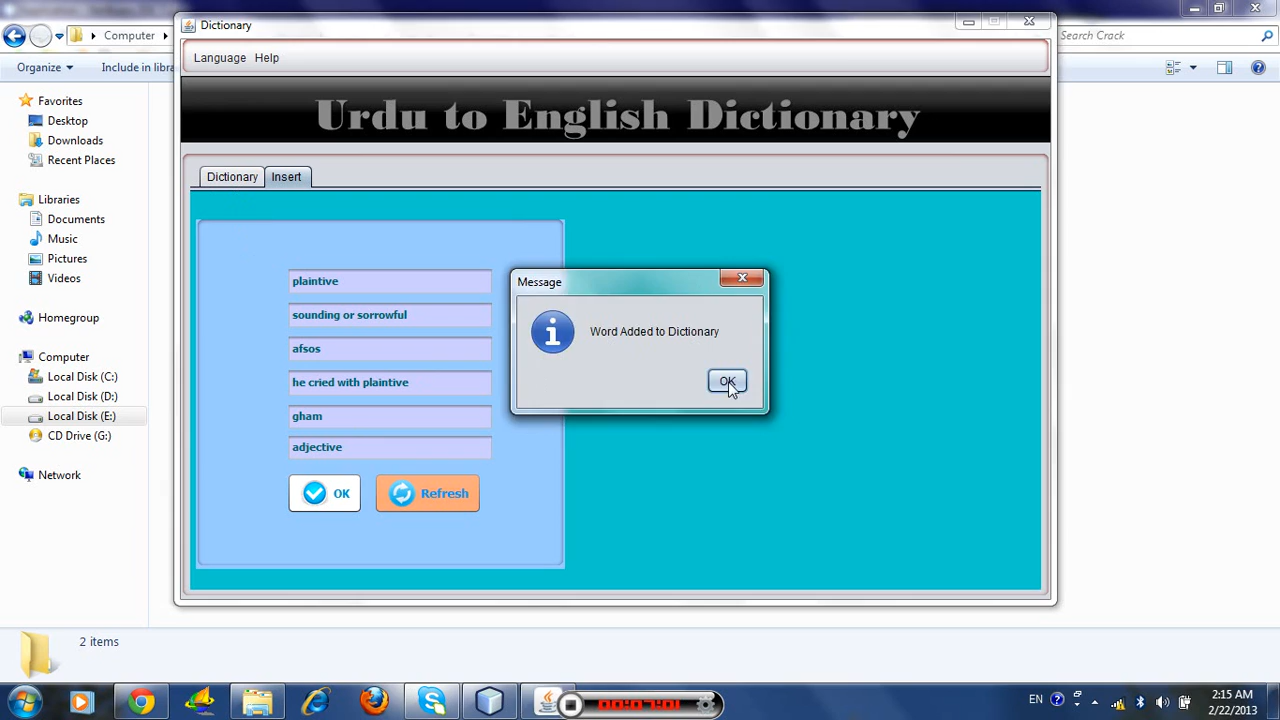 Dictionary
Search Crack
Computer
Language Help
Organize
Include in libra
Urdu to English Dictionary
Favorites
Desktop
Downloads
Recent Places
Dictionary Insert
Libraries
Documents
Music
Pictures
Videos
Homegroup
Computer
Local Disk (C:)
Local Disk (D:)
Local Disk (E:)
CD Drive (G:)
Network
plaintive
sounding or sorrowful
afsos
he cried with plaintive
gham
adjective
OK Refresh
Message
Word Added to Dictionary
OK
2 items
EN
2:15 AM
2/22/2013